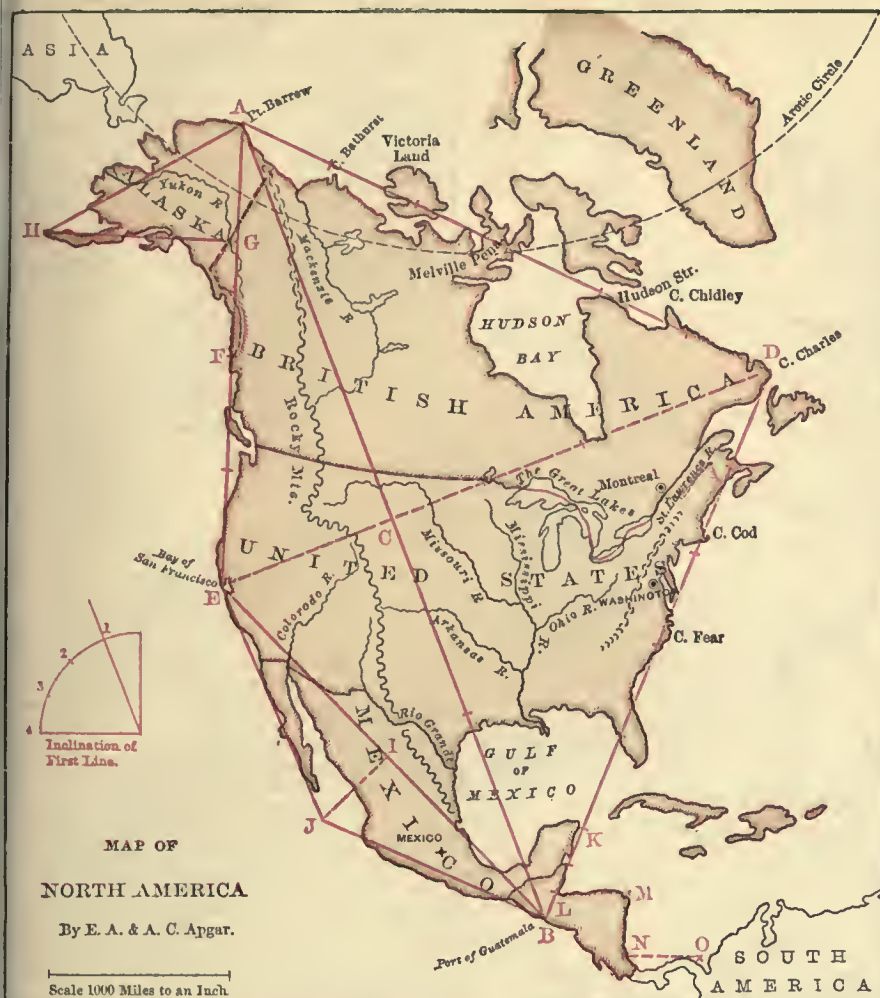 ASIA
GREENLAND
Arctic Circle
A
Pt. Barrow
Bathurst
Victoria
Land
Yukon R.
ALASKA
H
G
Mackenzie R.
Melville Pena.
Hudson Str.
C. Chidley
HUDSON
BAY
D
C. Charles
F
BRITISH AMERICA
Rocky Mts.
The Great Lakes
Montreal
St. Lawrence R.
C. Cod
C
UNITED STATES
Missouri R.
Mississippi R.
Bay of
San Francisco
E
Colorado R.
Ohio R.
WASHINGTON
Arkansas R.
C. Fear
1
2
3
4
Inclination of
First Line.
Rio Grande
MEXICO
I
GULF
OF
MEXICO
J
MEXICO
K
L
M
B
Port of Guatemala
N
O
SOUTH
AMERICA
MAP OF
NORTH AMERICA
By E. A. & A. C. Apgar.
Scale 1000 Miles to an Inch.